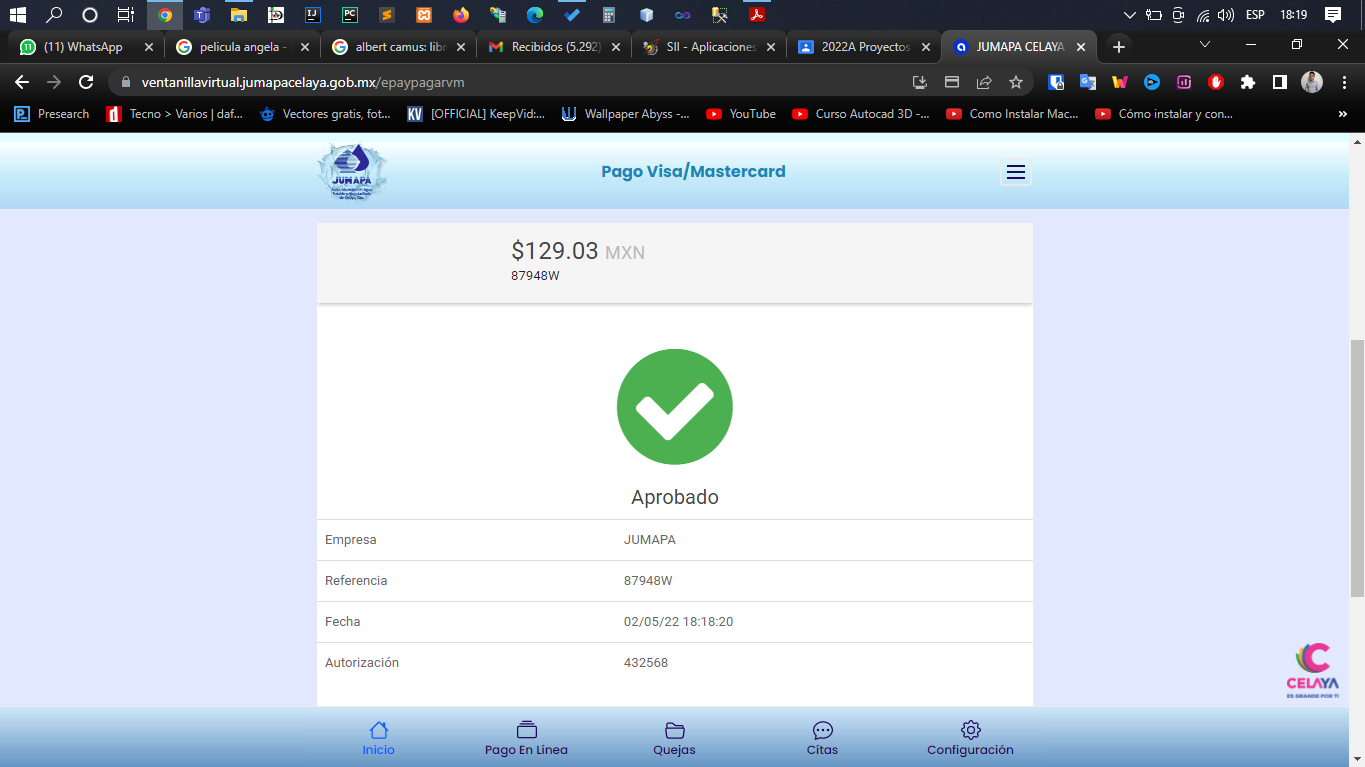 ESP
18:19
(11) WhatsApp
pelicula angela -
albert camus: libr
Recibidos (5.292)
SII - Aplicaciones
2022A Proyectos
JUMAPA CELAYA
ventanillavirtual.jumapacelaya.gob.mx/epaypagarvm
Presearch
Tecno > Varios | daf...
Vectores gratis, fot...
[OFFICIAL] KeepVid:...
Wallpaper Abyss -...
YouTube
Curso Autocad 3D -...
Como Instalar Mac...
Cómo instalar y con...
JUMAPA
Pago Visa/Mastercard
$129.03 MXN
87948W
Aprobado
Empresa JUMAPA
Referencia 87948W
Fecha 02/05/22 18:18:20
Autorización 432568
CELAYA
ES GRANDE POR TI
Inicio
Pago En Línea
Quejas
Cítas
Configuración